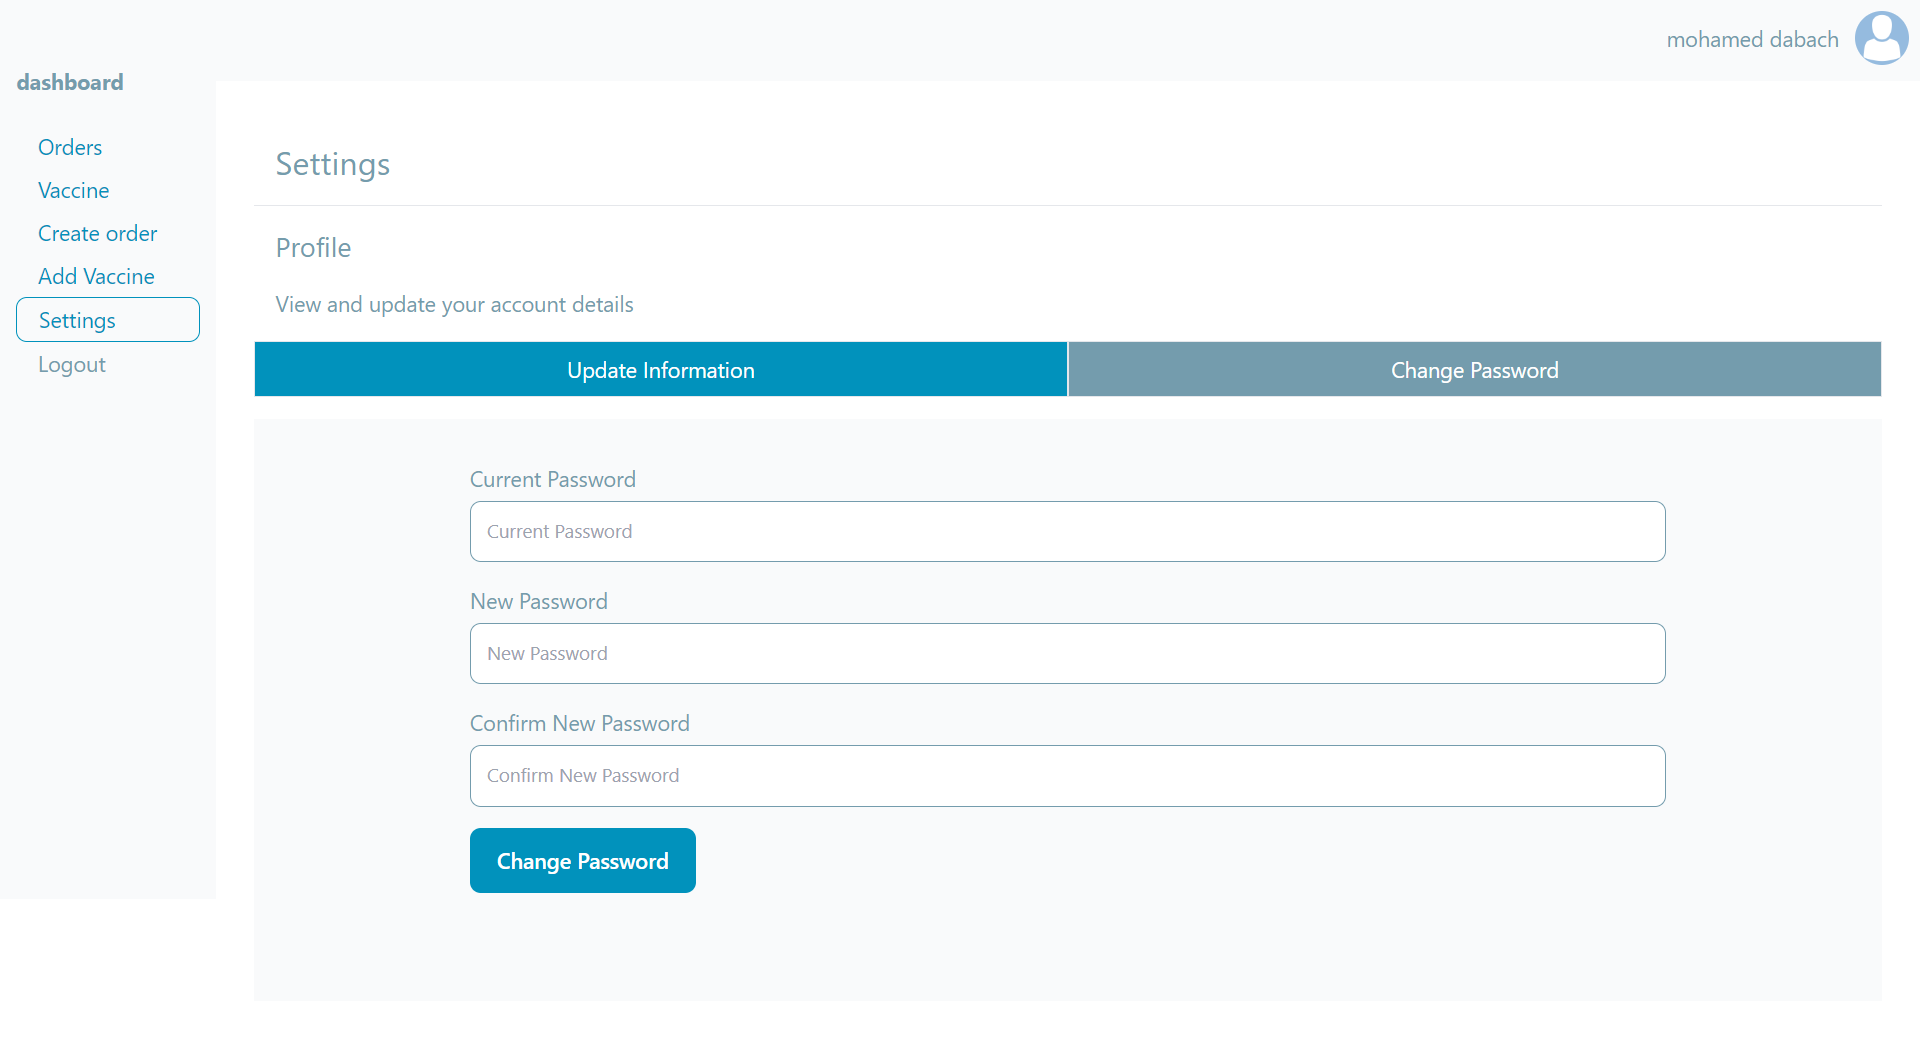 mohamed dabach
dashboard
Orders
Vaccine
Create order
Add Vaccine
Settings
Logout
Settings
Profile
View and update your account details
Update Information
Change Password
Current Password
Current Password
New Password
New Password
Confirm New Password
Confirm New Password
Change Password